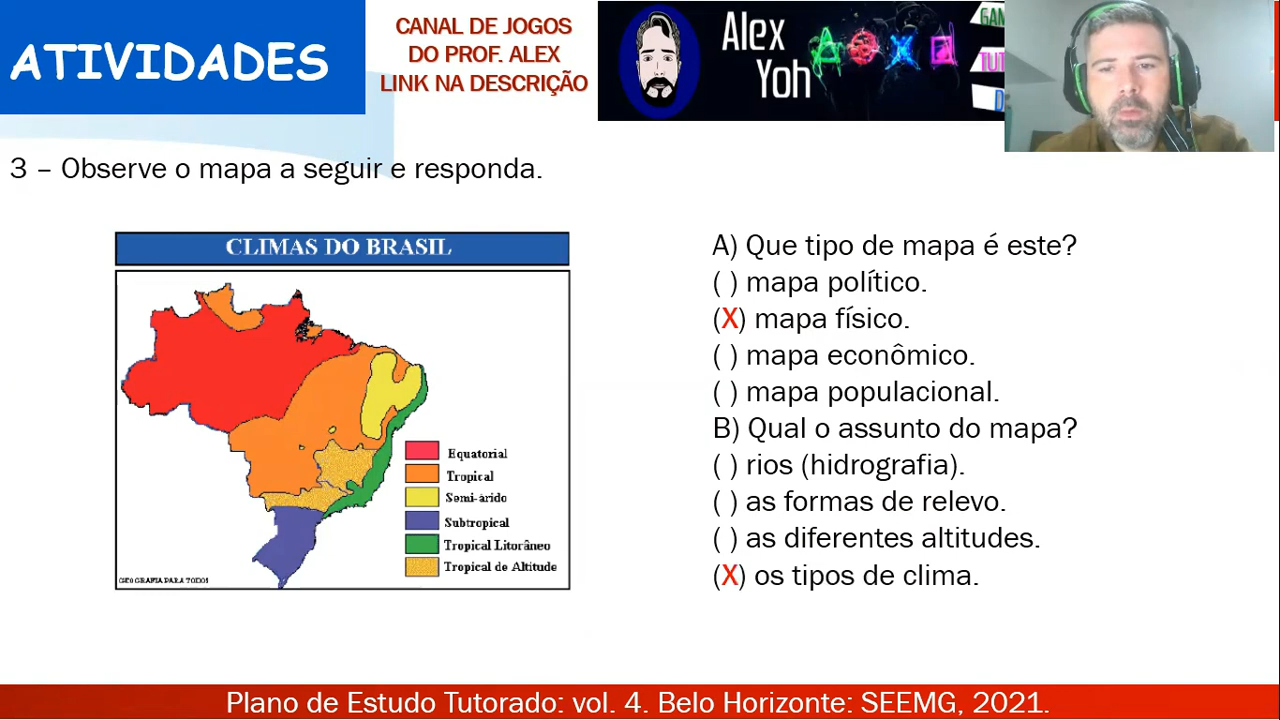 ATIVIDADES
CANAL DE JOGOS
DO PROF. ALEX
LINK NA DESCRIÇÃO
Alex
Yoh
3 – Observe o mapa a seguir e responda.
CLIMAS DO BRASIL
Equatorial
Tropical
Semi-árido
Subtropical
Tropical Litorâneo
Tropical de Altitude
GEOGRAFIA PARA TODOS
A) Que tipo de mapa é este?
( ) mapa político.
(X) mapa físico.
( ) mapa econômico.
( ) mapa populacional.
B) Qual o assunto do mapa?
( ) rios (hidrografia).
( ) as formas de relevo.
( ) as diferentes altitudes.
(X) os tipos de clima.
Plano de Estudo Tutorado: vol. 4. Belo Horizonte: SEEMG, 2021.